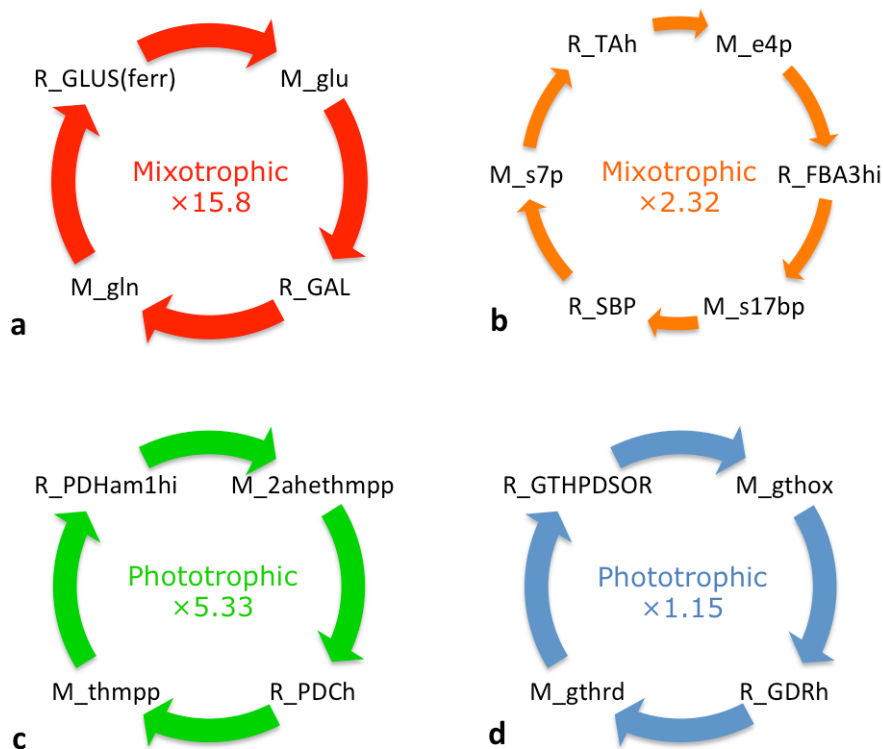 R_GLUS(ferr)
M_glu
Mixotrophic
×15.8
M_gln
R_GAL
a
R_TAh
M_e4p
M_s7p
Mixotrophic
×2.32
R_FBA3hi
R_SBP
M_s17bp
b
R_PDHam1hi
M_2ahethmpp
Phototrophic
×5.33
M_thmpp
R_PDCh
c
R_GTHPDSOR
M_gthox
Phototrophic
×1.15
M_gthrd
R_GDRh
d